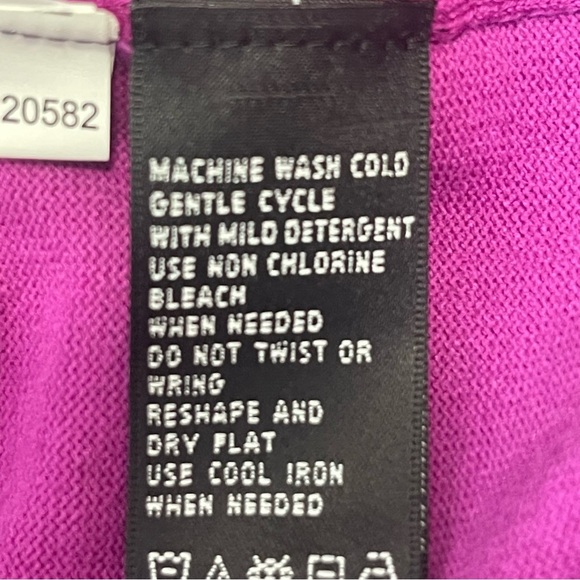 20582
MACHINE WASH COLD
GENTLE CYCLE
WITH MILD DETERGENT
USE NON CHLORINE
BLEACH
WHEN NEEDED
DO NOT TWIST OR
WRING
RESHAPE AND
DRY FLAT
USE COOL IRON
WHEN NEEDED